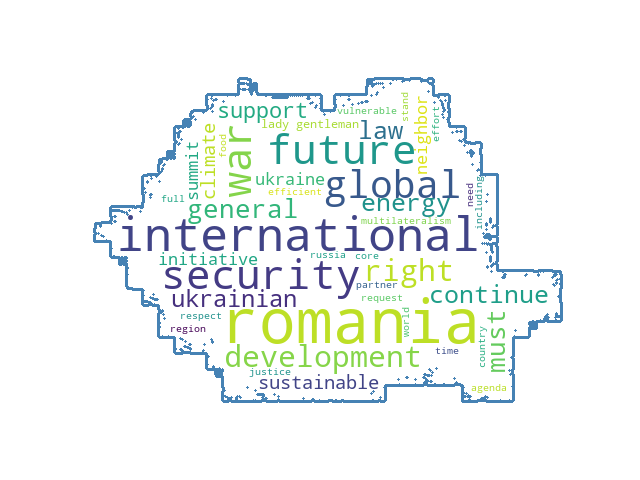 support
vulnerable
stand
lady gentleman
law
effort
neighbor
summit
climate
food
war
future
ukraine
global
need
including
full
efficient
energy
general
multilateralism
international
initiative
russia
core
security
right
partner
ukrainian
request
continue
respect
romania
world
must
region
development
time
country
justice
sustainable
agenda